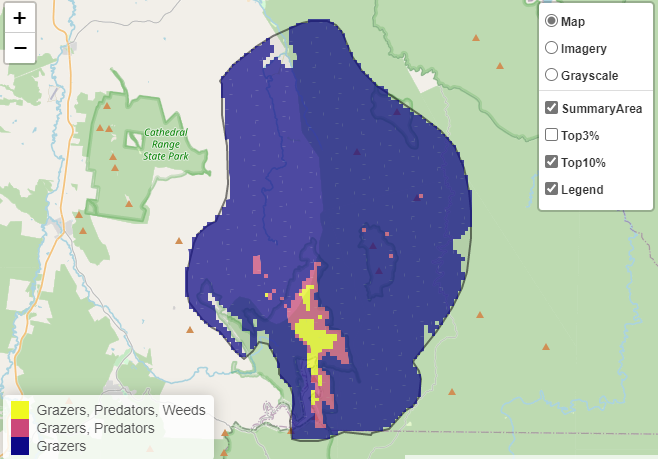 +
−
Cathedral
Range
State Park
Map
Imagery
Grayscale
SummaryArea
Top3%
Top10%
Legend
Grazers, Predators, Weeds
Grazers, Predators
Grazers